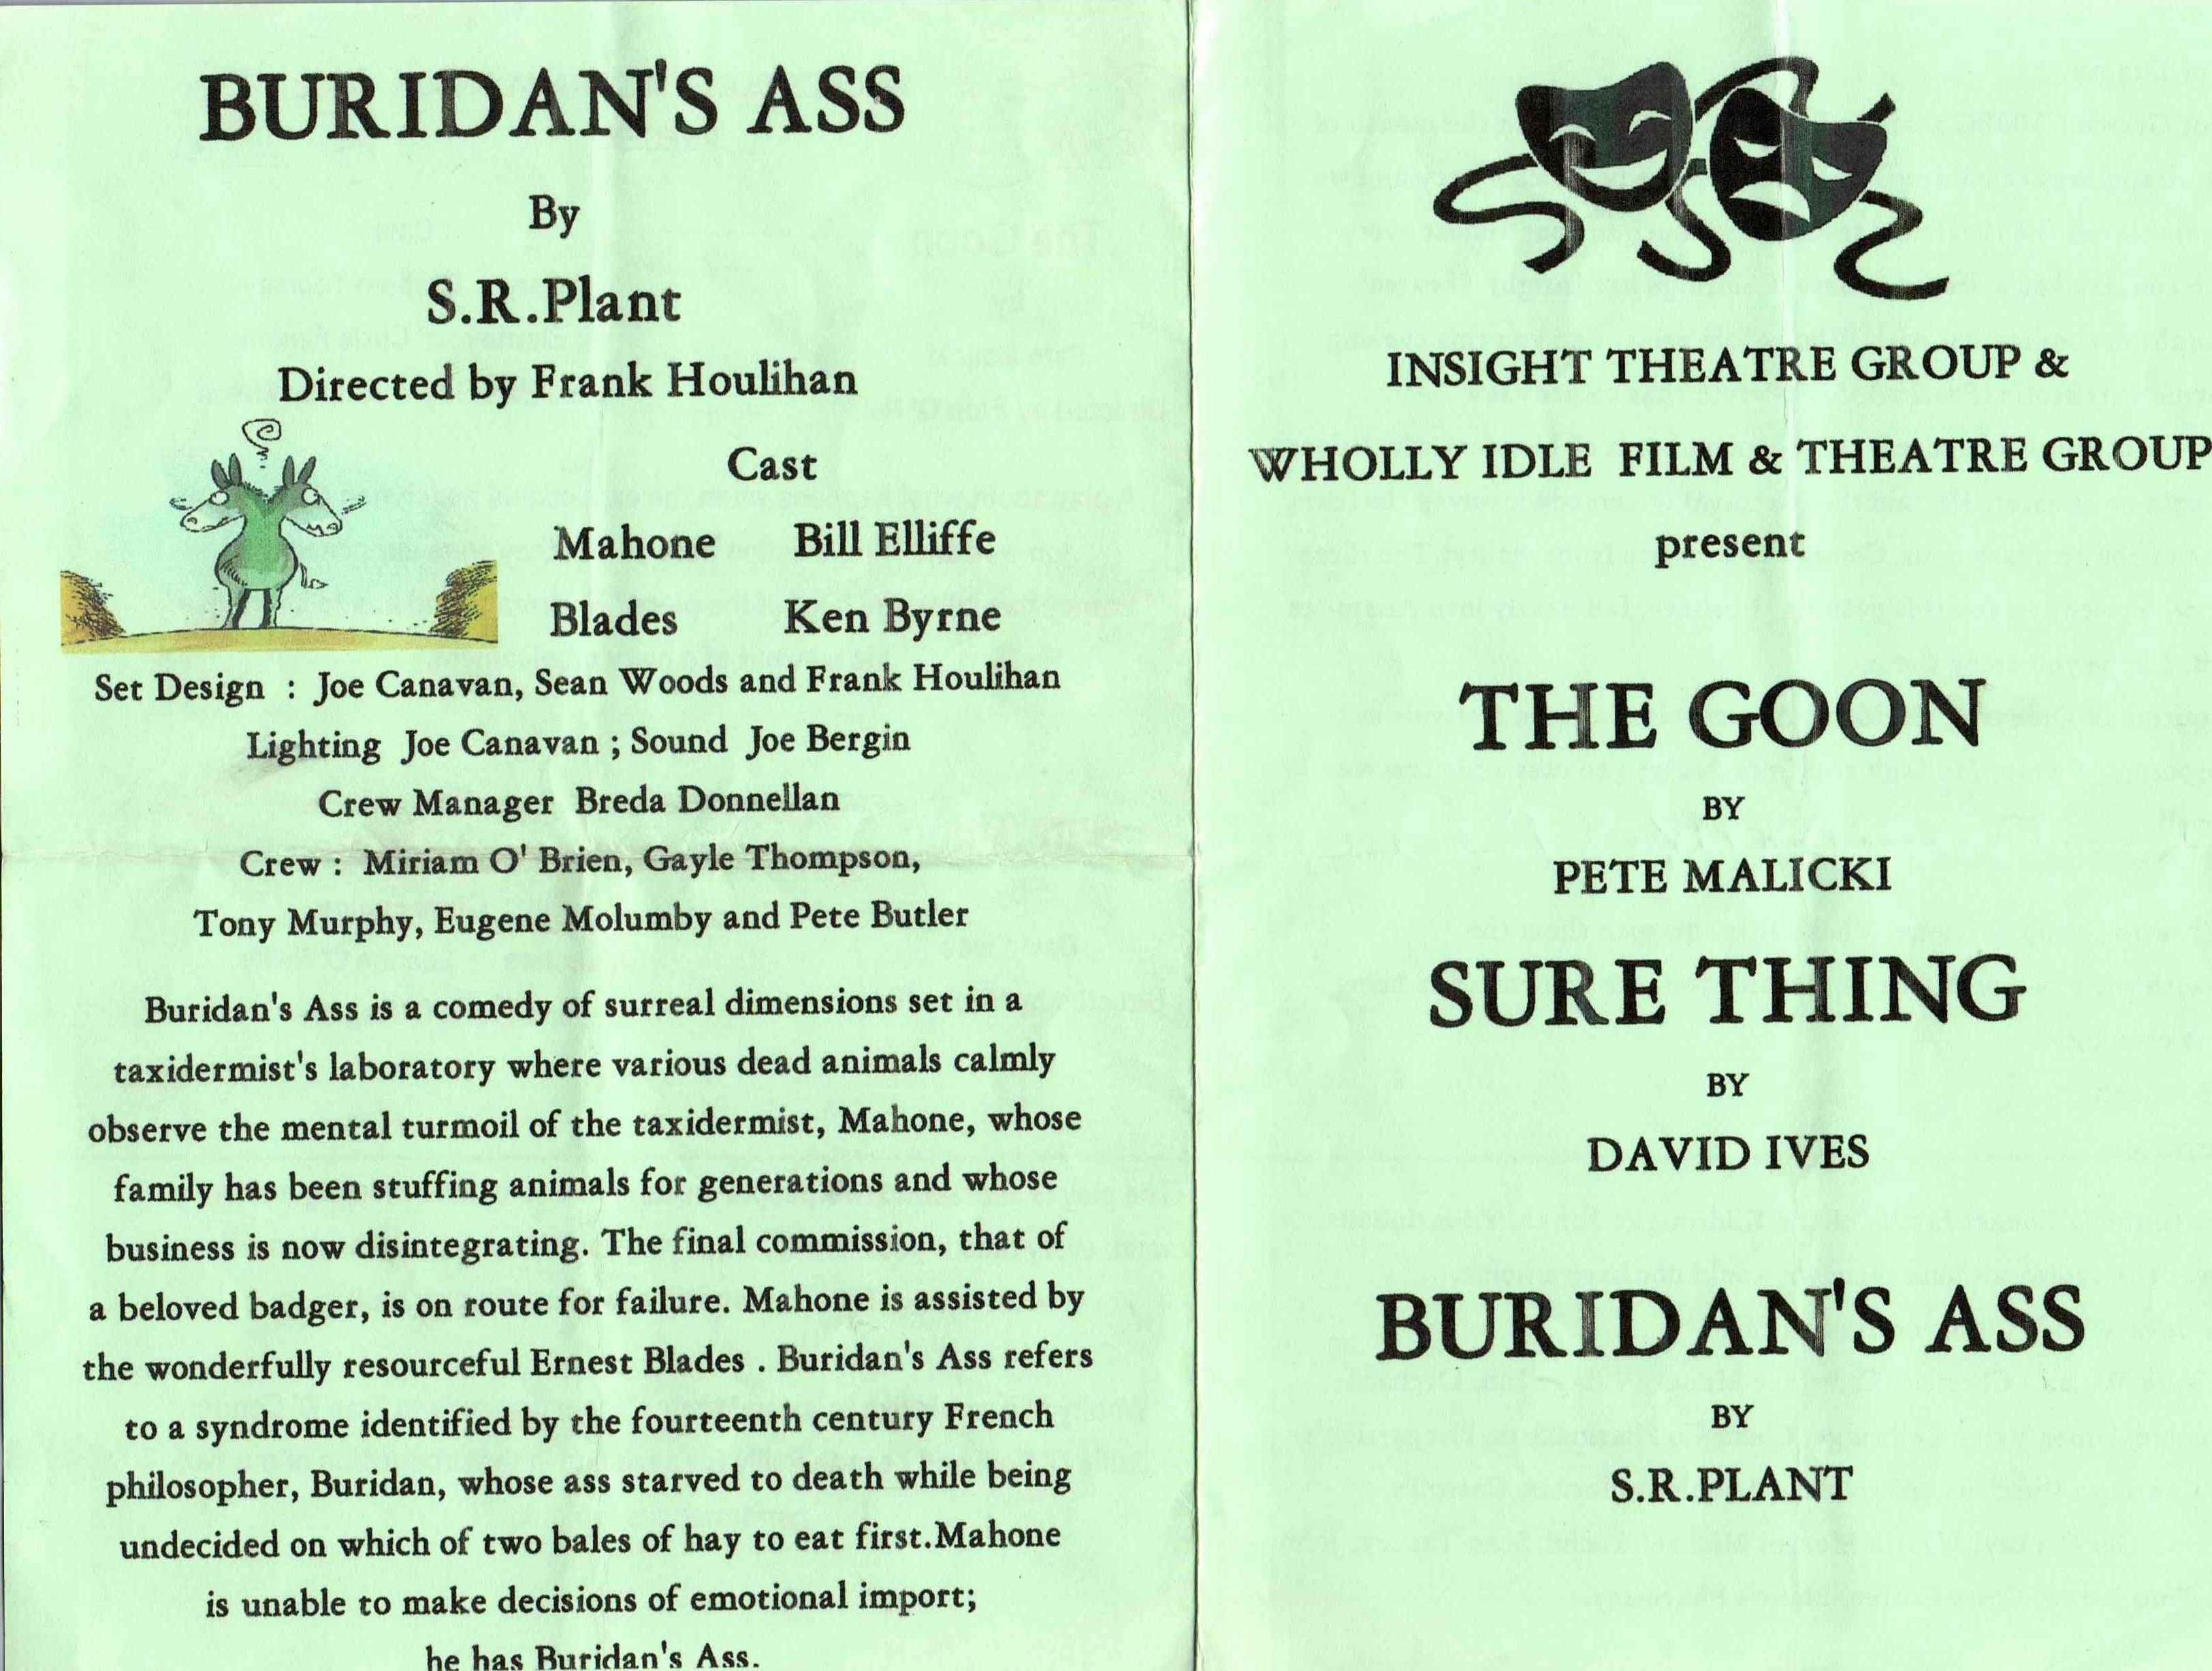 BURIDAN'S ASS
By
S.R.Plant
Directed by Frank Houlihan
Cast
Mahone Bill Elliffe
Blades Ken Byrne
Set Design : Joe Canavan, Sean Woods and Frank Houlihan
Lighting Joe Canavan ; Sound Joe Bergin
Crew Manager Breda Donnellan
Crew : Miriam O' Brien, Gayle Thompson,
Tony Murphy, Eugene Molumby and Pete Butler
Buridan's Ass is a comedy of surreal dimensions set in a
taxidermist's laboratory where various dead animals calmly
observe the mental turmoil of the taxidermist, Mahone, whose
family has been stuffing animals for generations and whose
business is now disintegrating. The final commission, that of
a beloved badger, is on route for failure. Mahone is assisted by
the wonderfully resourceful Ernest Blades . Buridan's Ass refers
to a syndrome identified by the fourteenth century French
philosopher, Buridan, whose ass starved to death while being
undecided on which of two bales of hay to eat first.Mahone
is unable to make decisions of emotional import;
he has Buridan's Ass.
INSIGHT THEATRE GROUP &
WHOLLY IDLE FILM & THEATRE GROUP
present
THE GOON
BY
PETE MALICKI
SURE THING
BY
DAVID IVES
BURIDAN'S ASS
BY
S.R.PLANT